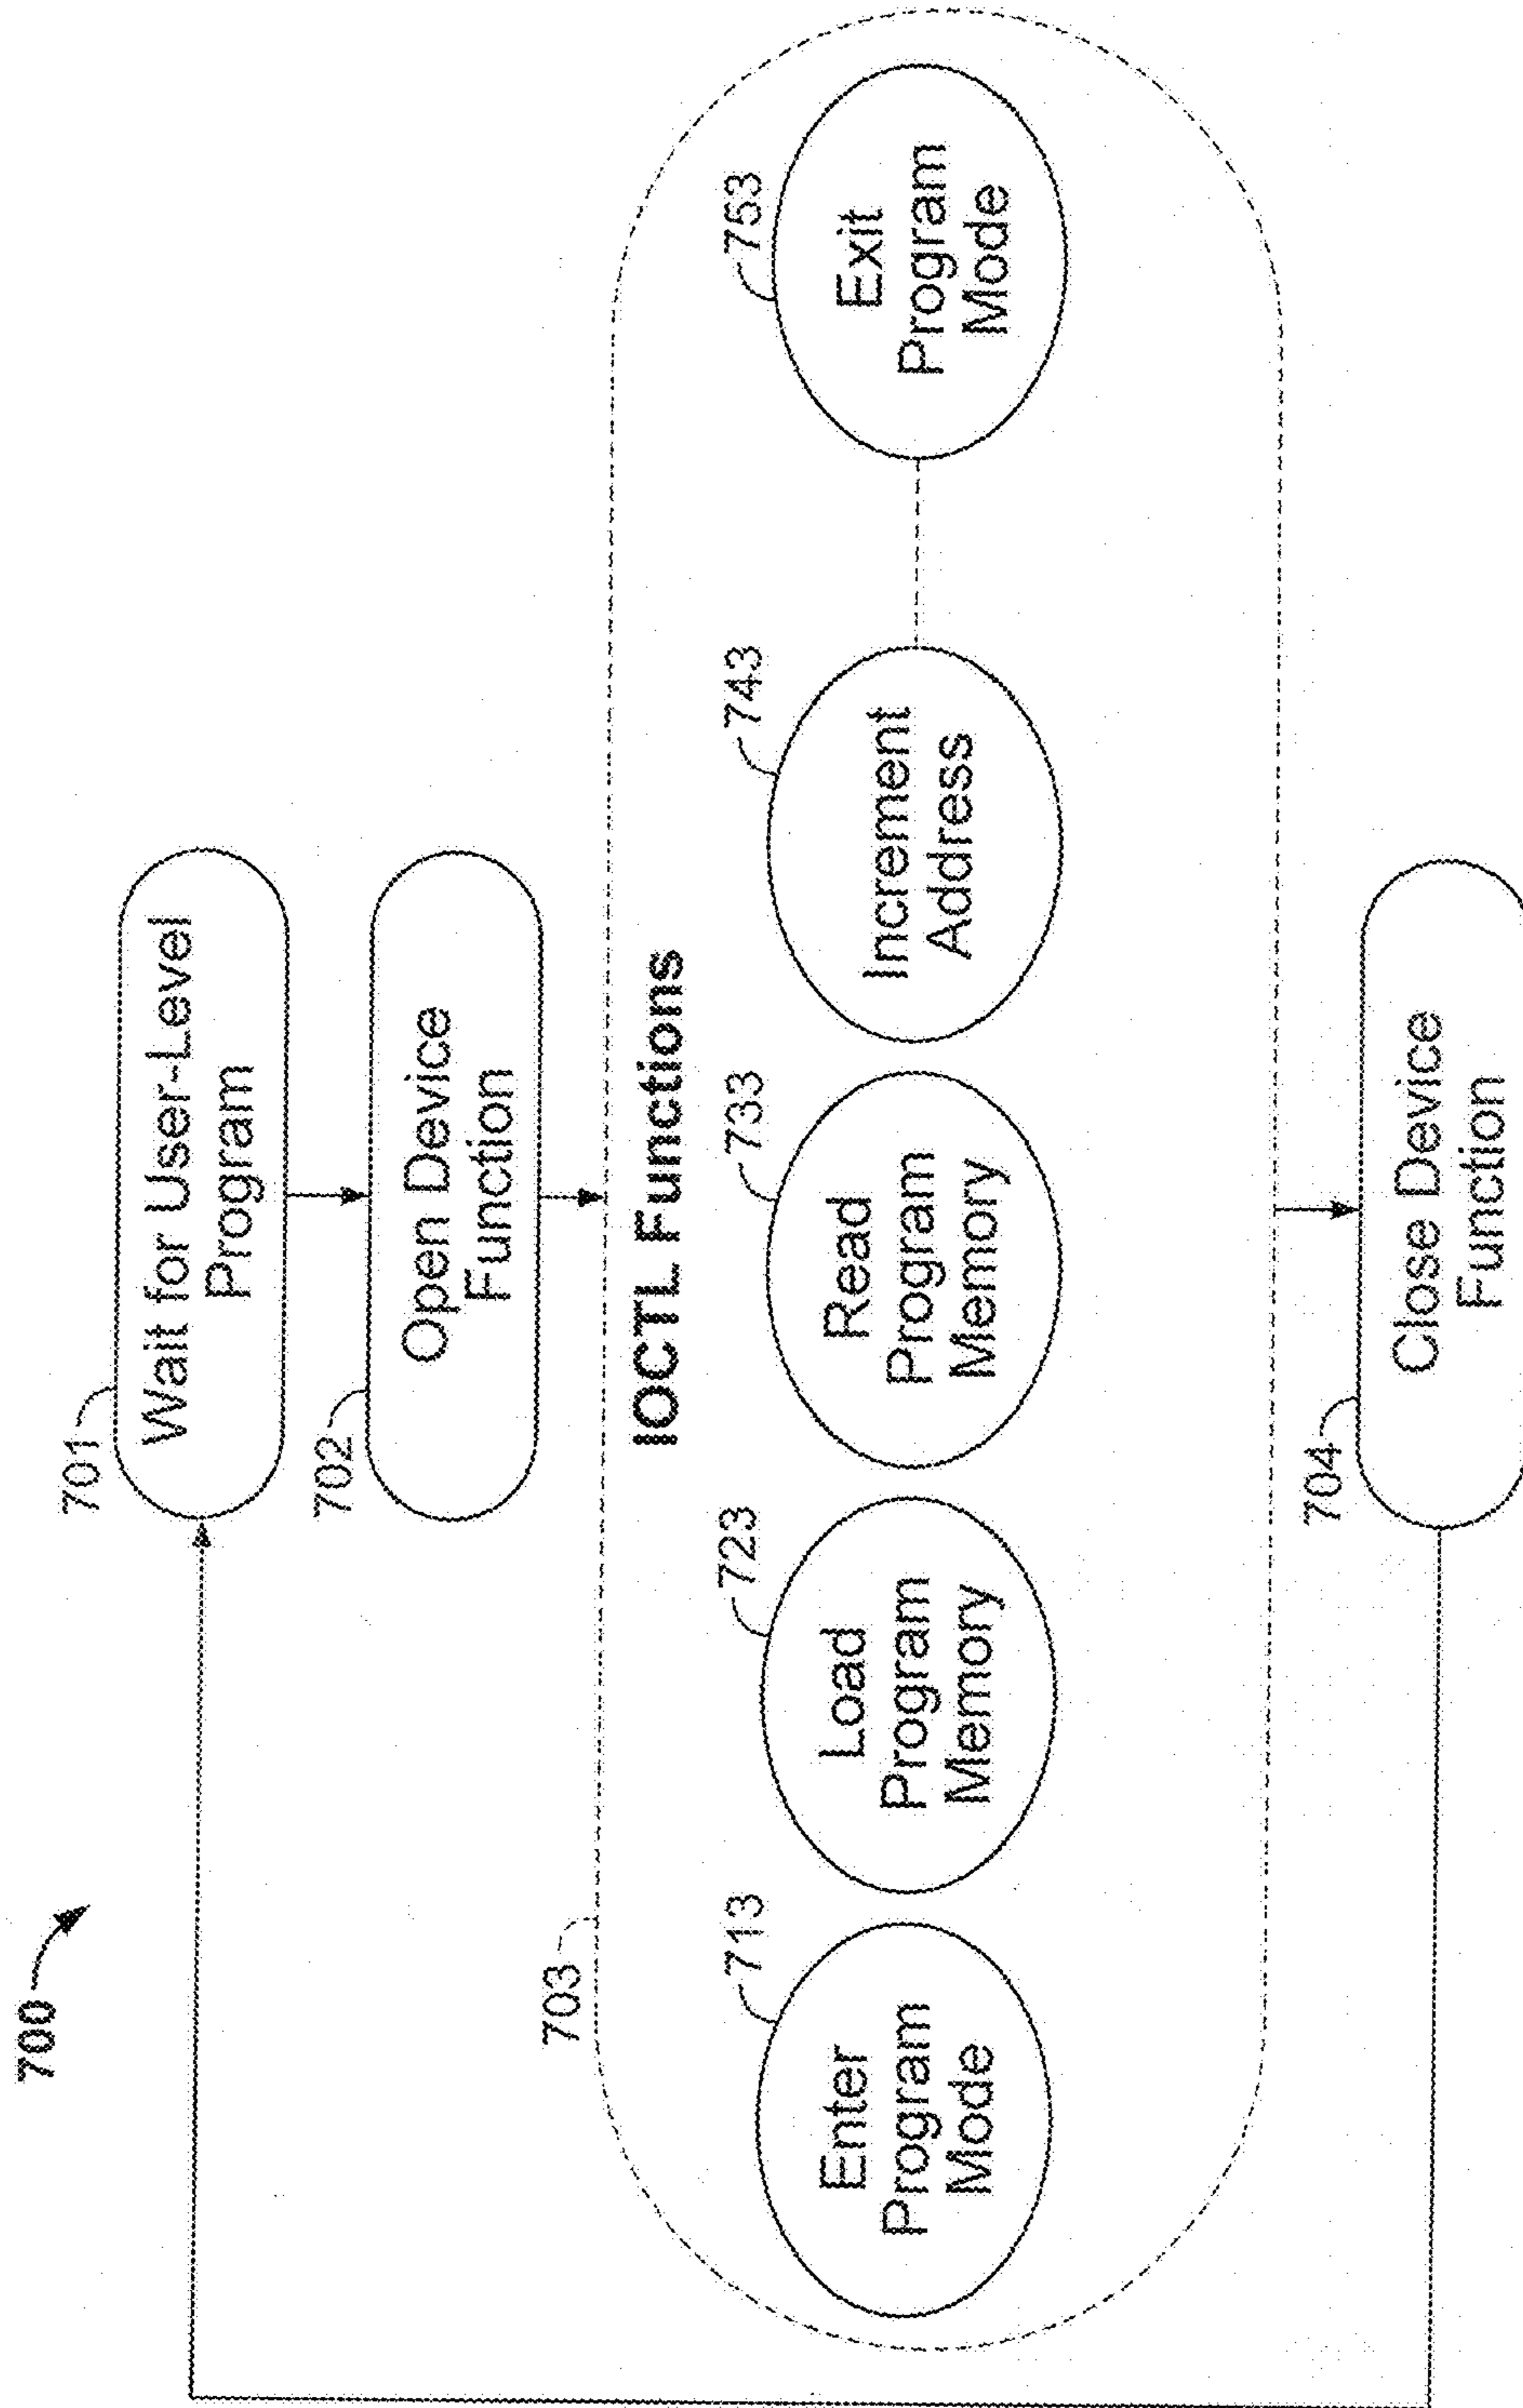 700
701
Wait for User-Level
Program
702
Open Device
Function
703
IOCTL Functions
713
Enter
Program
Mode
723
Load
Program
Memory
733
Read
Program
Memory
743
Increment
Address
753
Exit
Program
Mode
704
Close Device
Function